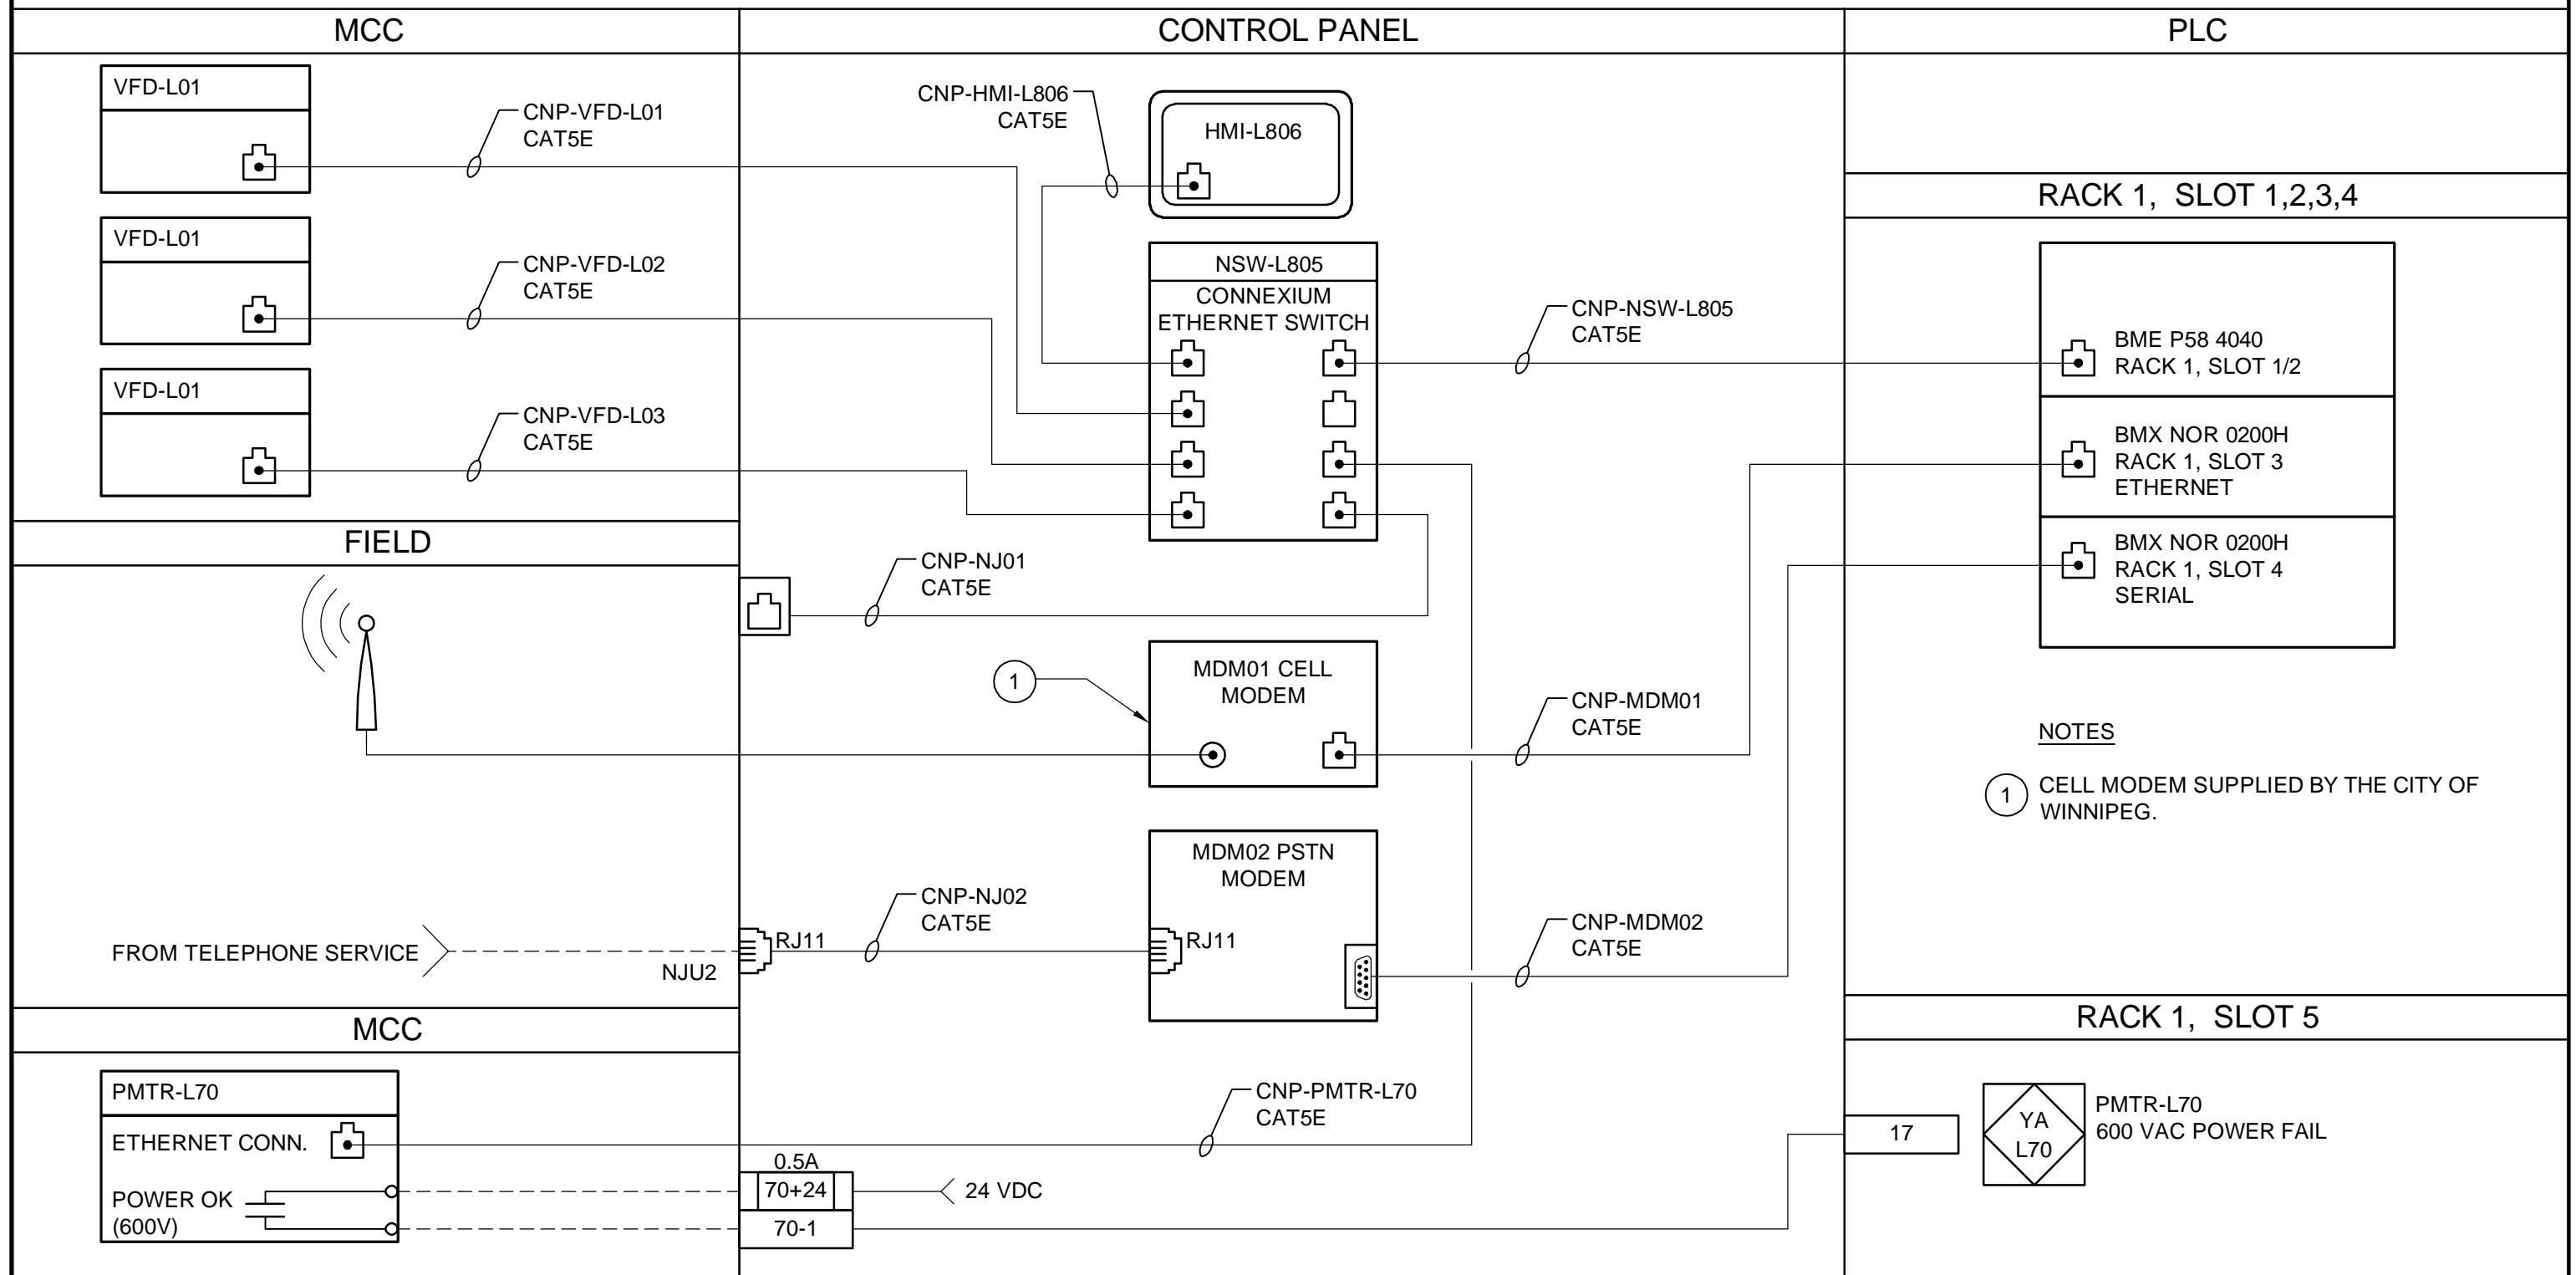 MCC
CONTROL PANEL
PLC
VFD-L01
CNP-VFD-L01
CAT5E
VFD-L01
CNP-VFD-L02
CAT5E
VFD-L01
CNP-VFD-L03
CAT5E
FIELD
FROM TELEPHONE SERVICE
NJU2
MCC
PMTR-L70
ETHERNET CONN.
POWER OK
(600V)
CNP-HMI-L806
CAT5E
HMI-L806
NSW-L805
CONNEXIUM
ETHERNET SWITCH
CNP-NSW-L805
CAT5E
CNP-NJ01
CAT5E
1
MDM01 CELL
MODEM
CNP-MDM01
CAT5E
MDM02 PSTN
MODEM
RJ11
CNP-NJ02
CAT5E
RJ11
CNP-MDM02
CAT5E
CNP-PMTR-L70
CAT5E
0.5A
70+24
24 VDC
70-1
RACK 1, SLOT 1,2,3,4
BME P58 4040
RACK 1, SLOT 1/2
BMX NOR 0200H
RACK 1, SLOT 3
ETHERNET
BMX NOR 0200H
RACK 1, SLOT 4
SERIAL
NOTES
1 CELL MODEM SUPPLIED BY THE CITY OF
WINNIPEG.
RACK 1, SLOT 5
17
YA
L70
PMTR-L70
600 VAC POWER FAIL